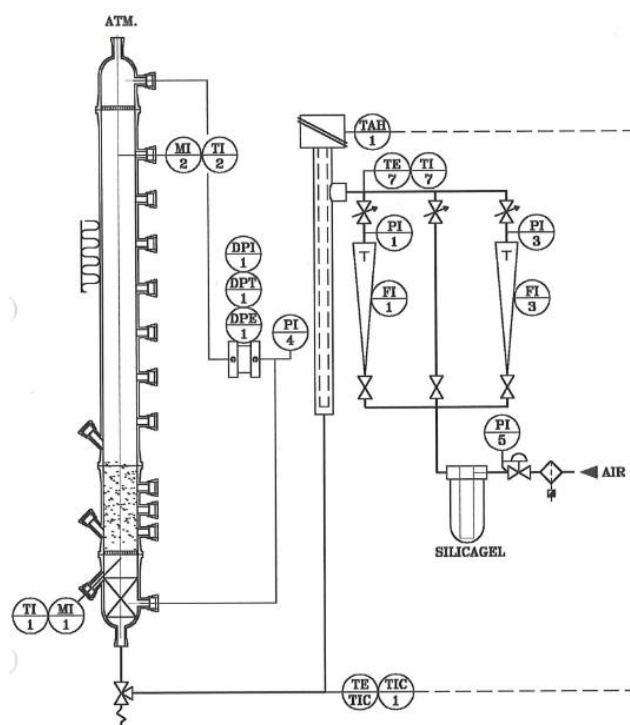 ATM.
MI
2
TI
2
TAH
1
TE
7
TI
7
PI
1
PI
3
FI
1
FI
3
DPI
1
DPT
1
DPE
1
PI
4
PI
5
AIR
SILICAGEL
TI
1
MI
1
TE
TIC
TIC
1